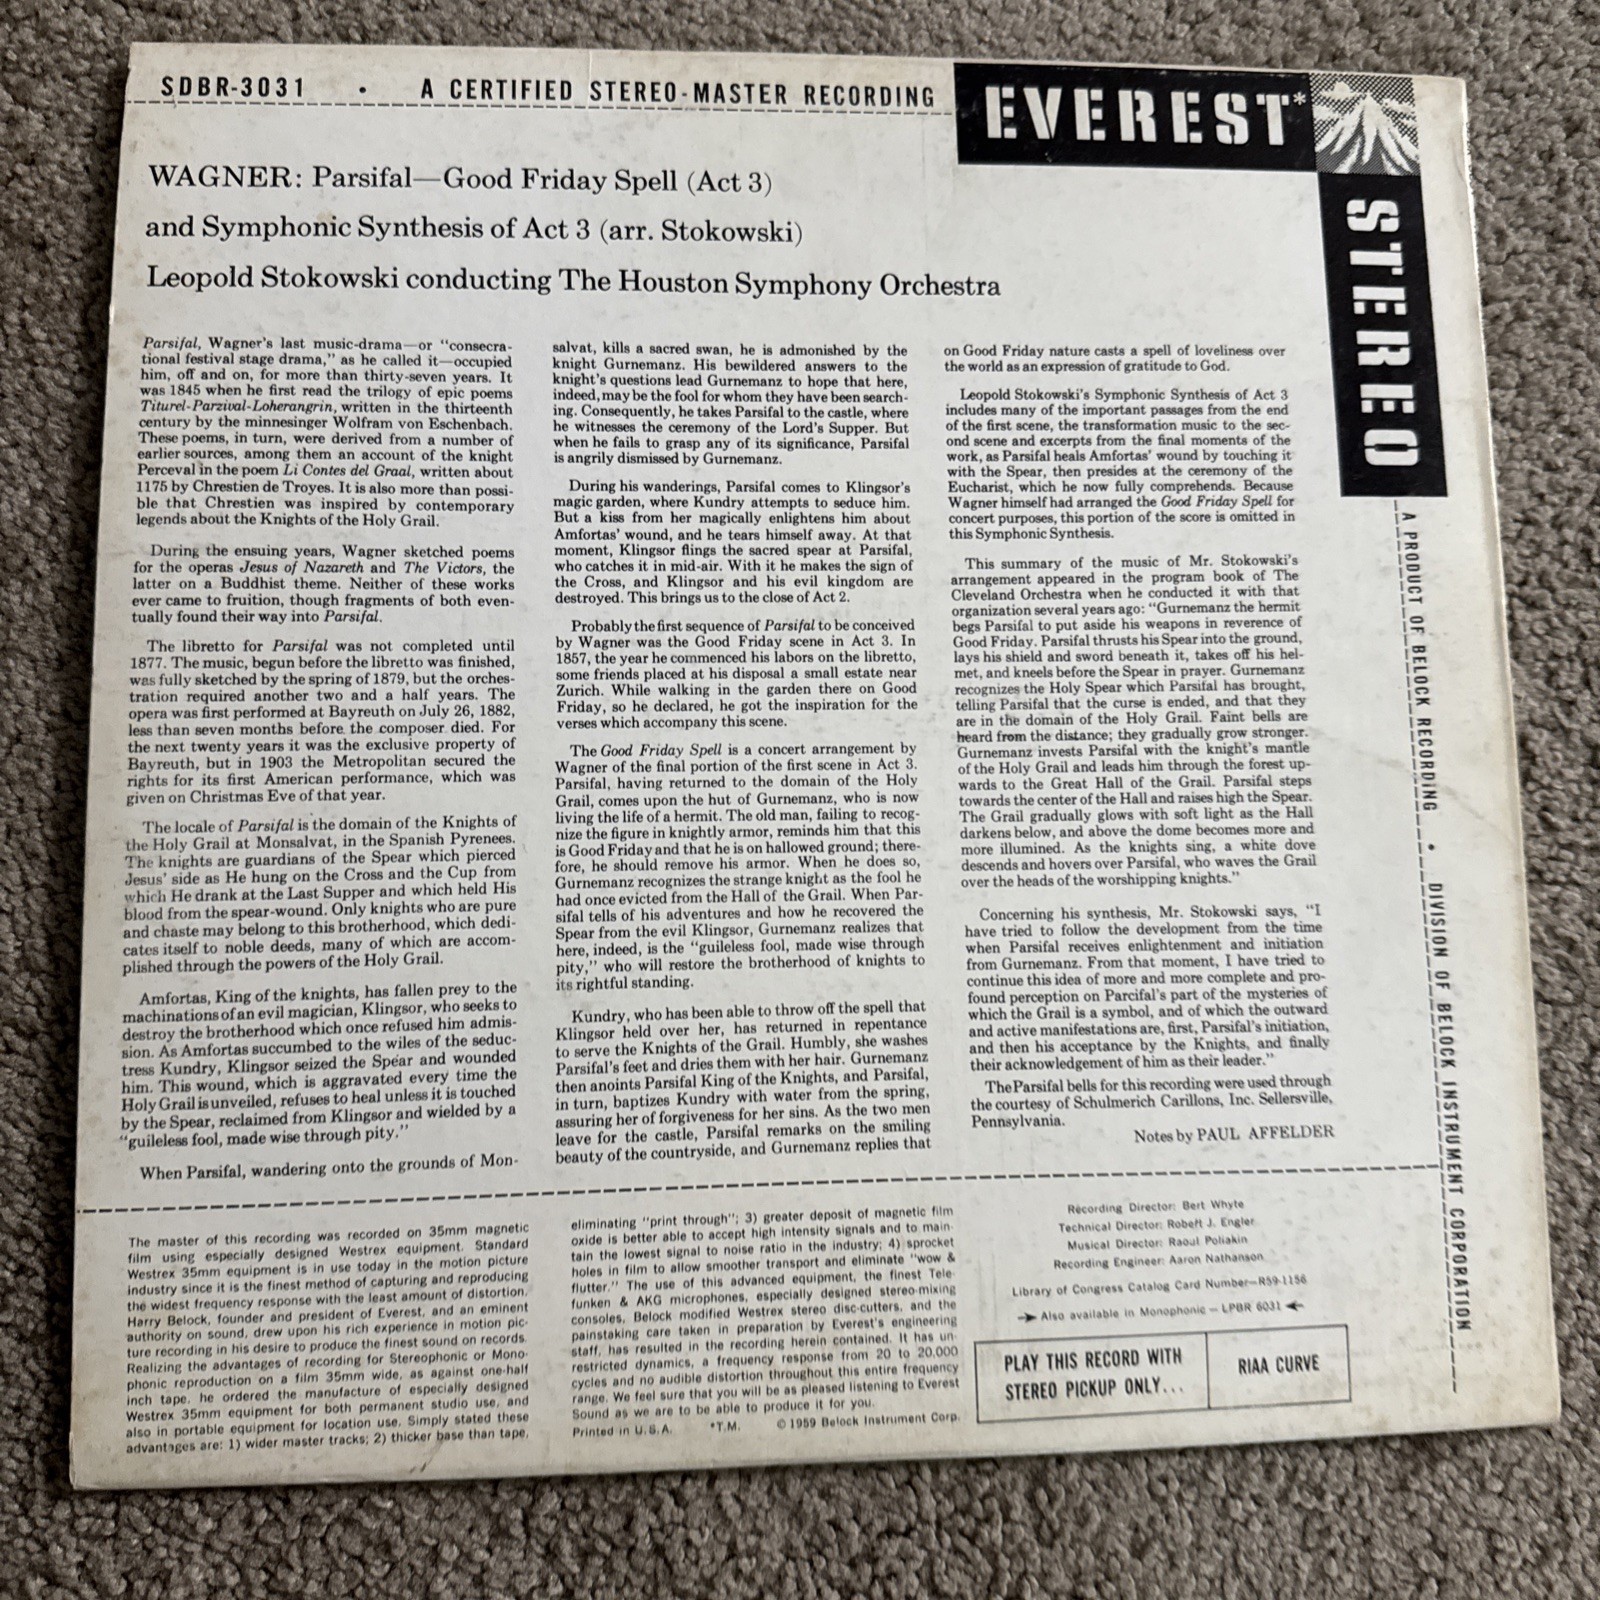 SDBR-3031 • A CERTIFIED STEREO-MASTER RECORDING
EVEREST*
STEREO
WAGNER: Parsifal—Good Friday Spell (Act 3)
and Symphonic Synthesis of Act 3 (arr. Stokowski)
Leopold Stokowski conducting The Houston Symphony Orchestra
Parsifal, Wagner's last music-drama—or "consecra-
tional festival stage drama," as he called it—occupied
him, off and on, for more than thirty-seven years. It
was 1845 when he first read the trilogy of epic poems
Titurel-Parzival-Loherangrin, written in the thirteenth
century by the minnesinger Wolfram von Eschenbach.
These poems, in turn, were derived from a number of
earlier sources, among them an account of the knight
Perceval in the poem Li Contes del Graal, written about
1175 by Chrestien de Troyes. It is also more than possi-
ble that Chrestien was inspired by contemporary
legends about the Knights of the Holy Grail.
During the ensuing years, Wagner sketched poems
for the operas Jesus of Nazareth and The Victors, the
latter on a Buddhist theme. Neither of these works
ever came to fruition, though fragments of both even-
tually found their way into Parsifal.
The libretto for Parsifal was not completed until
1877. The music, begun before the libretto was finished,
was fully sketched by the spring of 1879, but the orches-
tration required another two and a half years. The
opera was first performed at Bayreuth on July 26, 1882,
less than seven months before the composer died. For
the next twenty years it was the exclusive property of
Bayreuth, but in 1903 the Metropolitan secured the
rights for its first American performance, which was
given on Christmas Eve of that year.
The locale of Parsifal is the domain of the Knights of
the Holy Grail at Monsalvat, in the Spanish Pyrenees.
The knights are guardians of the Spear which pierced
Jesus' side as He hung on the Cross and the Cup from
which He drank at the Last Supper and which held His
blood from the spear-wound. Only knights who are pure
and chaste may belong to this brotherhood, which dedi-
cates itself to noble deeds, many of which are accom-
plished through the powers of the Holy Grail.
Amfortas, King of the knights, has fallen prey to the
machinations of an evil magician, Klingsor, who seeks to
destroy the brotherhood which once refused him admis-
sion. As Amfortas succumbed to the wiles of the seduc-
tress Kundry, Klingsor seized the Spear and wounded
him. This wound, which is aggravated every time the
Holy Grail is unveiled, refuses to heal unless it is touched
by the Spear, reclaimed from Klingsor and wielded by a
"guileless fool, made wise through pity."
When Parsifal, wandering onto the grounds of Mon-
salvat, kills a sacred swan, he is admonished by the
knight Gurnemanz. His bewildered answers to the
knight's questions lead Gurnemanz to hope that here,
indeed, may be the fool for whom they have been search-
ing. Consequently, he takes Parsifal to the castle, where
he witnesses the ceremony of the Lord's Supper. But
when he fails to grasp any of its significance, Parsifal
is angrily dismissed by Gurnemanz.
During his wanderings, Parsifal comes to Klingsor's
magic garden, where Kundry attempts to seduce him.
But a kiss from her magically enlightens him about
Amfortas' wound, and he tears himself away. At that
moment, Klingsor flings the sacred spear at Parsifal,
who catches it in mid-air. With it he makes the sign of
the Cross, and Klingsor and his evil kingdom are
destroyed. This brings us to the close of Act 2.
Probably the first sequence of Parsifal to be conceived
by Wagner was the Good Friday scene in Act 3. In
1857, the year he commenced his labors on the libretto,
some friends placed at his disposal a small estate near
Zurich. While walking in the garden there on Good
Friday, so he declared, he got the inspiration for the
verses which accompany this scene.
The Good Friday Spell is a concert arrangement by
Wagner of the final portion of the first scene in Act 3.
Parsifal, having returned to the domain of the Holy
Grail, comes upon the hut of Gurnemanz, who is now
living the life of a hermit. The old man, failing to recog-
nize the figure in knightly armor, reminds him that this
is Good Friday and that he is on hallowed ground; there-
fore, he should remove his armor. When he does so,
Gurnemanz recognizes the strange knight as the fool he
had once evicted from the Hall of the Grail. When Par-
sifal tells of his adventures and how he recovered the
Spear from the evil Klingsor, Gurnemanz realizes that
here, indeed, is the "guileless fool, made wise through
pity," who will restore the brotherhood of knights to
its rightful standing.
Kundry, who has been able to throw off the spell that
Klingsor held over her, has returned in repentance
to serve the Knights of the Grail. Humbly, she washes
Parsifal's feet and dries them with her hair. Gurnemanz
then anoints Parsifal King of the Knights, and Parsifal,
in turn, baptizes Kundry with water from the spring,
assuring her of forgiveness for her sins. As the two men
leave for the castle, Parsifal remarks on the smiling
beauty of the countryside, and Gurnemanz replies that
on Good Friday nature casts a spell of loveliness over
the world as an expression of gratitude to God.
Leopold Stokowski's Symphonic Synthesis of Act 3
includes many of the important passages from the end
of the first scene, the transformation music to the sec-
ond scene and excerpts from the final moments of the
work, as Parsifal heals Amfortas' wound by touching it
with the Spear, then presides at the ceremony of the
Eucharist, which he now fully comprehends. Because
Wagner himself had arranged the Good Friday Spell for
concert purposes, this portion of the score is omitted in
this Symphonic Synthesis.
This summary of the music of Mr. Stokowski's
arrangement appeared in the program book of The
Cleveland Orchestra when he conducted it with that
organization several years ago: "Gurnemanz the hermit
begs Parsifal to put aside his weapons in reverence of
Good Friday. Parsifal thrusts his Spear into the ground,
lays his shield and sword beneath it, takes off his hel-
met, and kneels before the Spear in prayer. Gurnemanz
recognizes the Holy Spear which Parsifal has brought,
telling Parsifal that the curse is ended, and that they
are in the domain of the Holy Grail. Faint bells are
heard from the distance; they gradually grow stronger.
Gurnemanz invests Parsifal with the knight's mantle
of the Holy Grail and leads him through the forest up-
wards to the Great Hall of the Grail. Parsifal steps
towards the center of the Hall and raises high the Spear.
The Grail gradually glows with soft light as the Hall
darkens below, and above the dome becomes more and
more illumined. As the knights sing, a white dove
descends and hovers over Parsifal, who waves the Grail
over the heads of the worshipping knights."
Concerning his synthesis, Mr. Stokowski says, "I
have tried to follow the development from the time
when Parsifal receives enlightenment and initiation
from Gurnemanz. From that moment, I have tried to
continue this idea of more and more complete and pro-
found perception on Parcifal's part of the mysteries of
which the Grail is a symbol, and of which the outward
and active manifestations are, first, Parsifal's initiation,
and then his acceptance by the Knights, and finally
their acknowledgement of him as their leader."
The Parsifal bells for this recording were used through
the courtesy of Schulmerich Carillons, Inc. Sellersville,
Pennsylvania.
Notes by PAUL AFFELDER
A PRODUCT OF BELOCK RECORDING • DIVISION OF BELOCK INSTRUMENT CORPORATION
The master of this recording was recorded on 35mm magnetic
film using especially designed Westrex equipment. Standard
Westrex 35mm equipment is in use today in the motion picture
industry since it is the finest method of capturing and reproducing
the widest frequency response with the least amount of distortion.
Harry Belock, founder and president of Everest, and an eminent
authority on sound, drew upon his rich experience in motion pic-
ture recording in his desire to produce the finest sound on records.
Realizing the advantages of recording for Stereophonic or Mono-
phonic reproduction on a film 35mm wide, as against one-half
inch tape, he ordered the manufacture of especially designed
Westrex 35mm equipment for both permanent studio use, and
also in portable equipment for location use. Simply stated these
advantages are: 1) wider master tracks; 2) thicker base than tape,
eliminating "print through"; 3) greater deposit of magnetic film
oxide is better able to accept high intensity signals and to main-
tain the lowest signal to noise ratio in the industry; 4) sprocket
holes in film to allow smoother transport and eliminate "wow &
flutter." The use of this advanced equipment, the finest Tele-
funken & AKG microphones, especially designed stereo-mixing
consoles, Belock modified Westrex stereo disc-cutters, and the
painstaking care taken in preparation by Everest's engineering
staff, has resulted in the recording herein contained. It has un-
restricted dynamics, a frequency response from 20 to 20,000
cycles and no audible distortion throughout this entire frequency
range. We feel sure that you will be as pleased listening to Everest
Sound as we are to be able to produce it for you.
Printed in U.S.A. *T.M. © 1959 Belock Instrument Corp.
Recording Director: Bert Whyte
Technical Director: Robert J. Engler
Musical Director: Raoul Poliakin
Recording Engineer: Aaron Nathanson
Library of Congress Catalog Card Number—R59-1156
Also available in Monophonic — LPBR 6031
PLAY THIS RECORD WITH
STEREO PICKUP ONLY...
RIAA CURVE